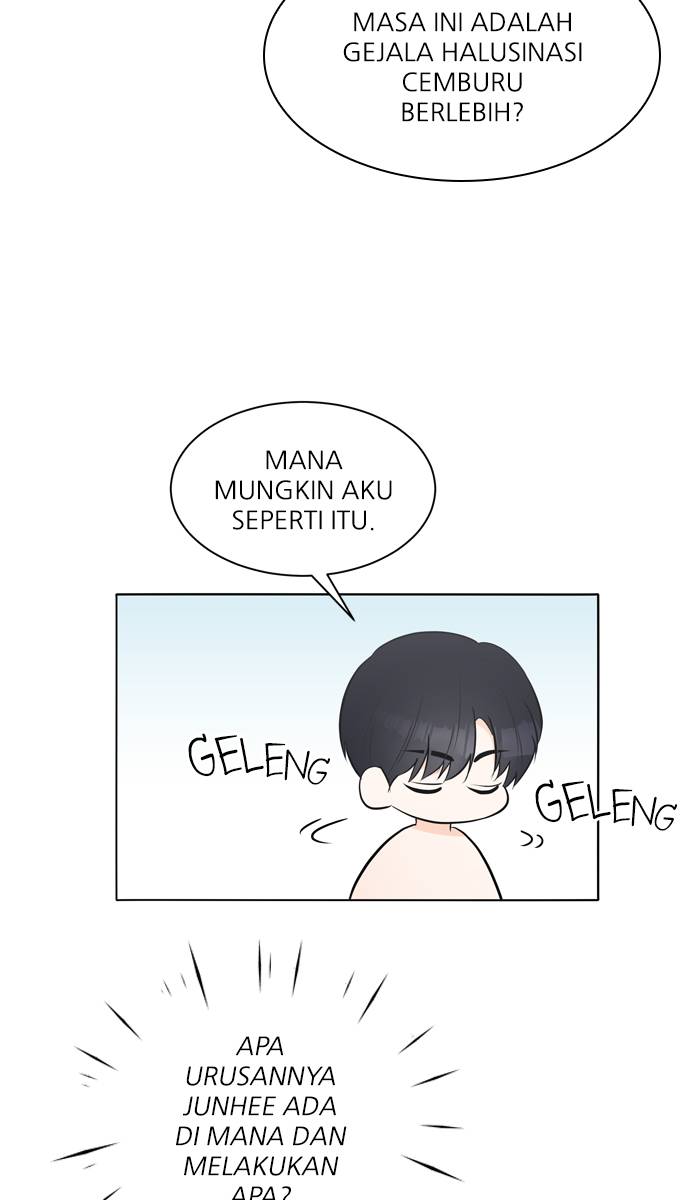 MASA INI ADALAH
GEJALA HALUSINASI
CEMBURU
BERLEBIH?
MANA
MUNGKIN AKU
SEPERTI ITU.
GELENG
GELENG
APA
URUSANNYA
JUNHEE ADA
DI MANA DAN
MELAKUKAN
APA?